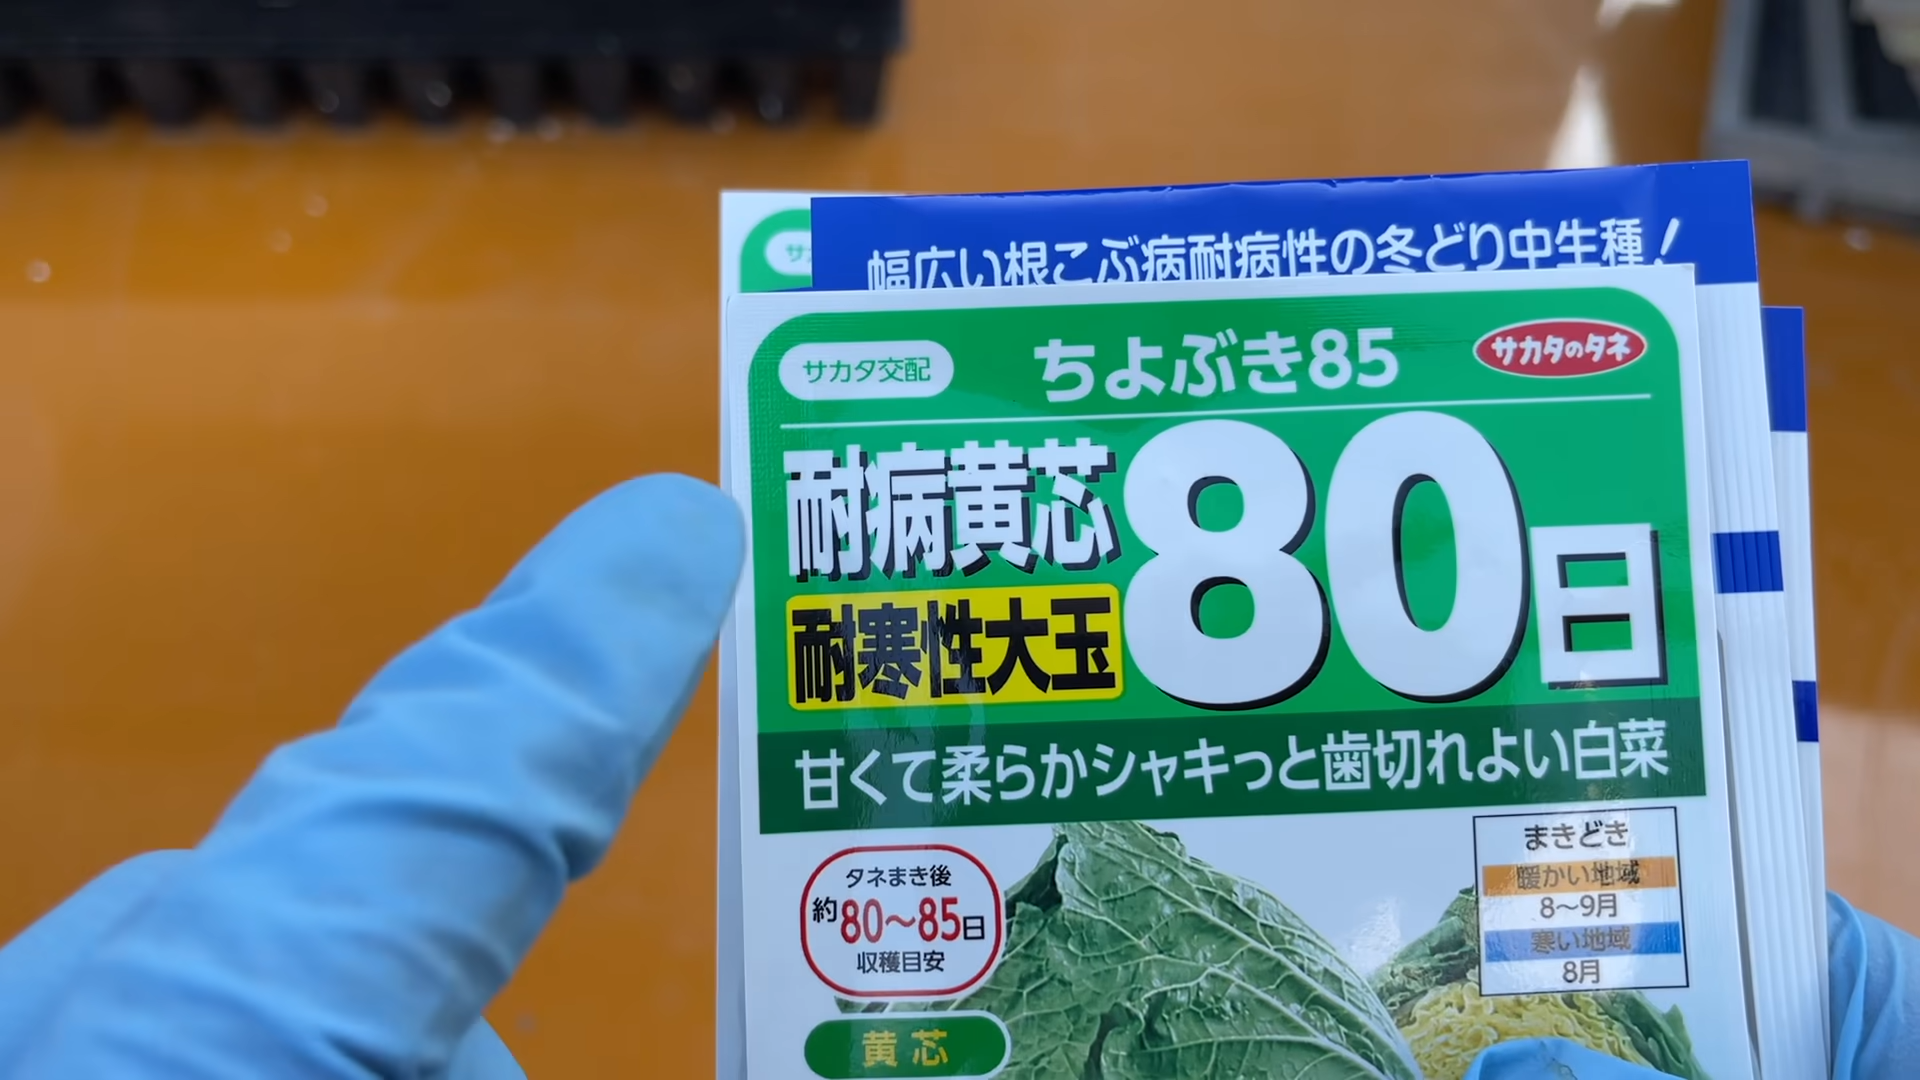 幅広い根こぶ病耐病性の冬どり中生種！
サカタ交配
ちよぶき85
サカタのタネ
耐病黄芯
80日
耐寒性大玉
甘くて柔らかシャキっと歯切れよい白菜
まきどき
暖かい地域
8〜9月
寒い地域
8月
タネまき後
約80〜85日
収穫目安
黄芯